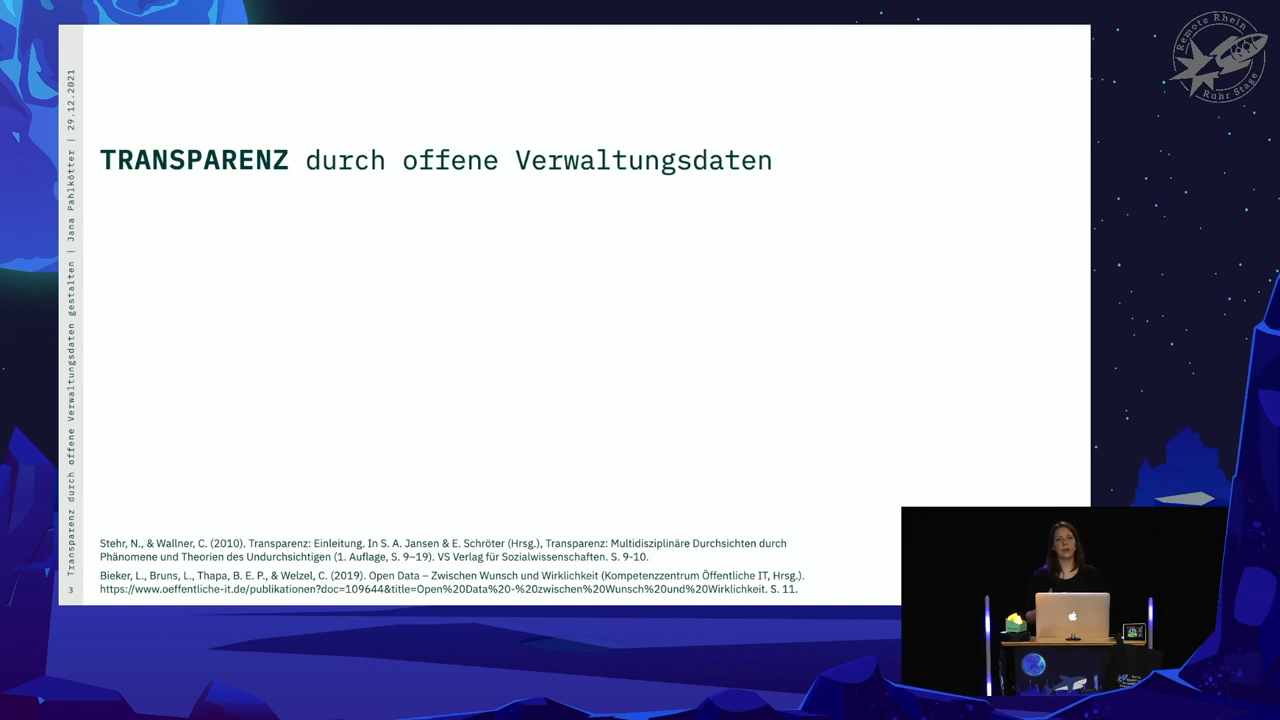 Remote Rhein
Ruhr Stage
TRANSPARENZ durch offene Verwaltungsdaten
Transparenz durch offene Verwaltungsdaten gestalten | Jana Pahlkötter | 29.12.2021
Stehr, N., & Wallner, C. (2010). Transparenz: Einleitung. In S. A. Jansen & E. Schröter (Hrsg.), Transparenz: Multidisziplinäre Durchsichten durch
Phänomene und Theorien des Undurchsichtigen (1. Auflage, S. 9–19). VS Verlag für Sozialwissenschaften. S. 9-10.
Bieker, L., Bruns, L., Thapa, B. E. P., & Welzel, C. (2019). Open Data – Zwischen Wunsch und Wirklichkeit (Kompetenzzentrum Öffentliche IT, Hrsg.).
https://www.oeffentliche-it.de/publikationen?doc=109644&title=Open%20Data%20-%20zwischen%20Wunsch%20und%20Wirklichkeit. S. 11.
3